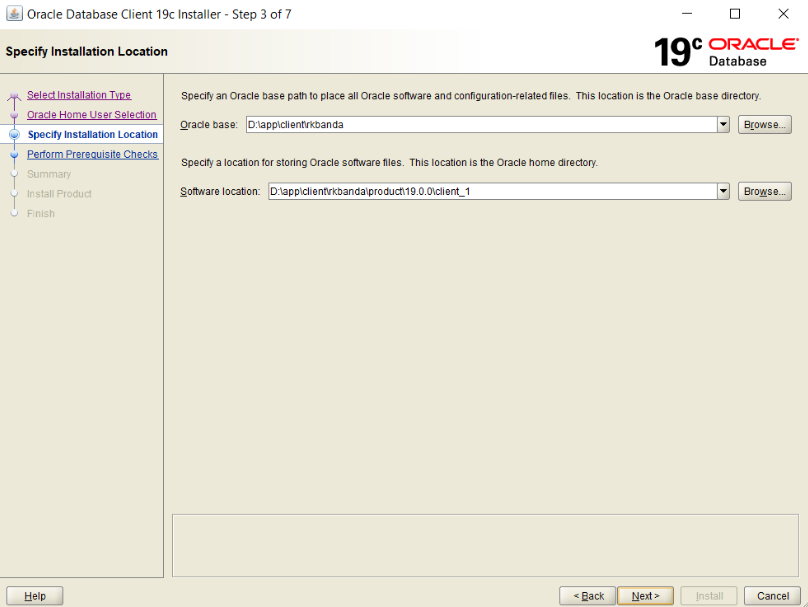 Oracle Database Client 19c Installer - Step 3 of 7
Specify Installation Location
19c ORACLE
Database
Select Installation Type
Oracle Home User Selection
Specify Installation Location
Perform Prerequisite Checks
Summary
Install Product
Finish
Specify an Oracle base path to place all Oracle software and configuration-related files. This location is the Oracle base directory.
Oracle base: D:\app\client\rkbanda Browse...
Specify a location for storing Oracle software files. This location is the Oracle home directory.
Software location: D:\app\client\rkbanda\product\19.0.0\client_1 Browse...
Help < Back Next > Install Cancel